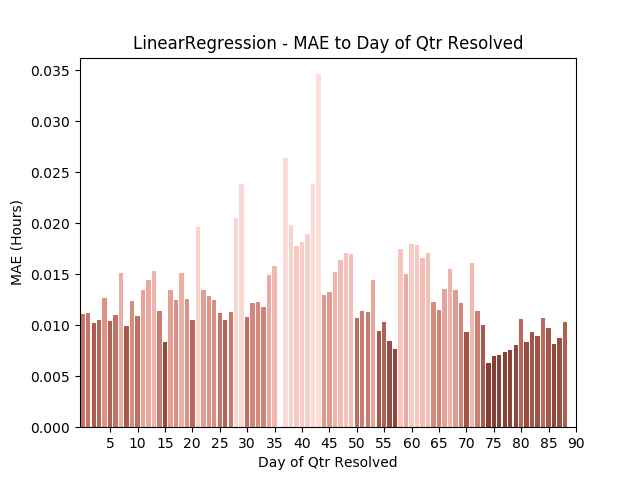 LinearRegression - MAE to Day of Qtr Resolved
0.035
0.030
0.025
0.020
0.015
0.010
0.005
0.000
MAE (Hours)
5 10 15 20 25 30 35 40 45 50 55 60 65 70 75 80 85 90
Day of Qtr Resolved